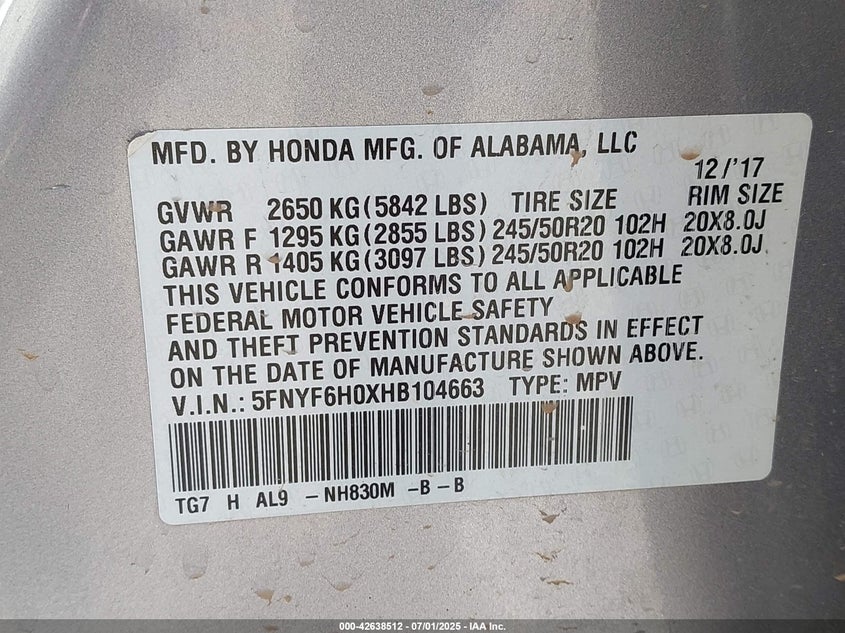 MFD. BY HONDA MFG. OF ALABAMA, LLC
12/'17
GVWR 2650 KG(5842 LBS) TIRE SIZE RIM SIZE
GAWR F 1295 KG(2855 LBS) 245/50R20 102H 20X8.0J
GAWR R 1405 KG(3097 LBS) 245/50R20 102H 20X8.0J
THIS VEHICLE CONFORMS TO ALL APPLICABLE
FEDERAL MOTOR VEHICLE SAFETY
AND THEFT PREVENTION STANDARDS IN EFFECT
ON THE DATE OF MANUFACTURE SHOWN ABOVE.
V.I.N.: 5FNYF6H0XHB104663 TYPE: MPV
TG7 H AL9 -NH830M -B-B
000-42638512 - 07/01/2025 - IAA Inc.